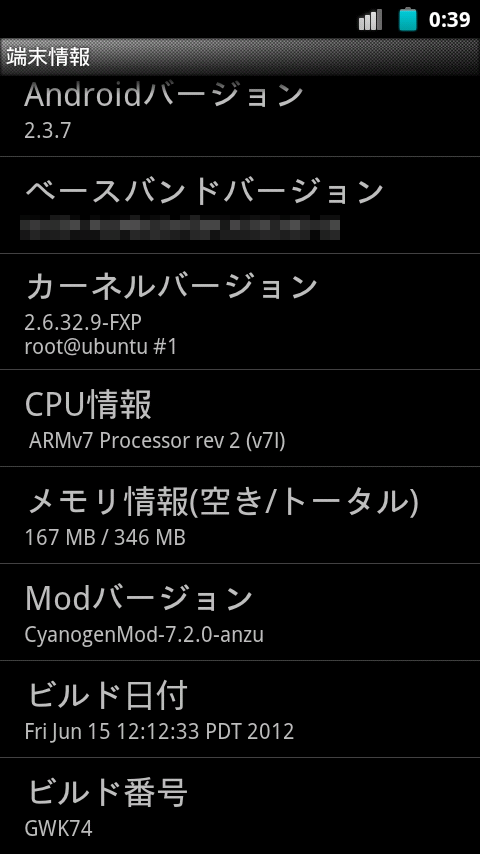 0:39
端末情報
Androidバージョン
2.3.7
ベースバンドバージョン
カーネルバージョン
2.6.32.9-FXP
root@ubuntu #1
CPU情報
ARMv7 Processor rev 2 (v7l)
メモリ情報(空き/トータル)
167 MB / 346 MB
Modバージョン
CyanogenMod-7.2.0-anzu
ビルド日付
Fri Jun 15 12:12:33 PDT 2012
ビルド番号
GWK74